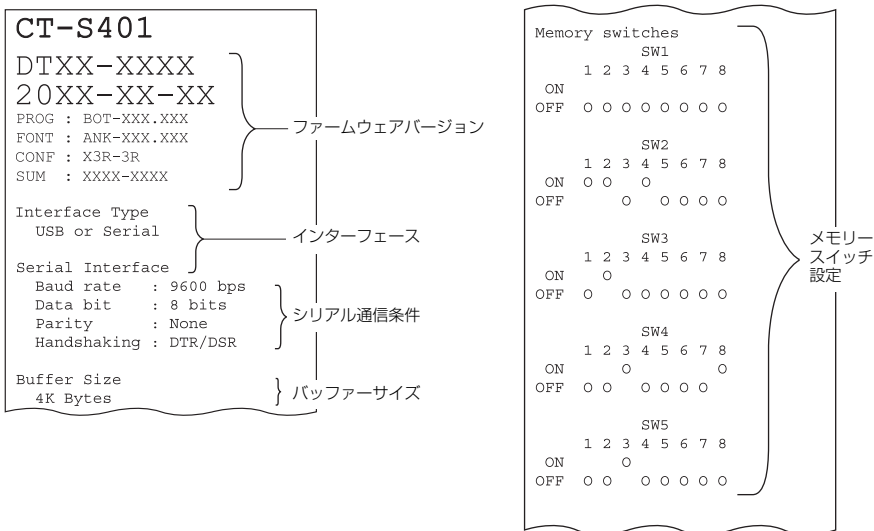 CT-S401
DTXX-XXXX
20XX-XX-XX
PROG : BOT-XXX.XXX
FONT : ANK-XXX.XXX
CONF : X3R-3R
SUM : XXXX-XXXX
ファームウェアバージョン
Interface Type
USB or Serial
インターフェース
Serial Interface
Baud rate : 9600 bps
Data bit : 8 bits
Parity : None
Handshaking : DTR/DSR
シリアル通信条件
Buffer Size
4K Bytes
バッファーサイズ
Memory switches
SW1
1 2 3 4 5 6 7 8
ON
OFF O O O O O O O O
SW2
1 2 3 4 5 6 7 8
ON O O O
OFF O O O O O
SW3
1 2 3 4 5 6 7 8
ON O
OFF O O O O O O O
SW4
1 2 3 4 5 6 7 8
ON O O
OFF O O O O O O
SW5
1 2 3 4 5 6 7 8
ON O
OFF O O O O O O O
メモリー
スイッチ
設定